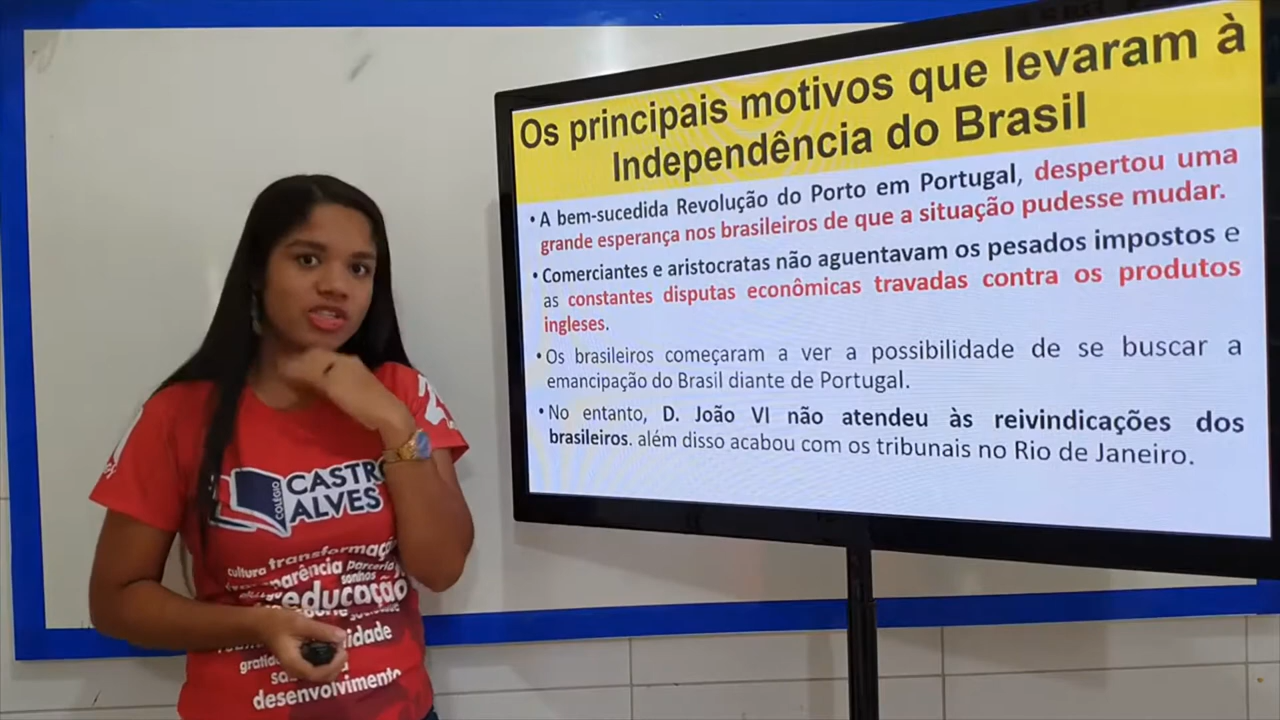 Os principais motivos que levaram à
Independência do Brasil
• A bem-sucedida Revolução do Porto em Portugal, despertou uma
grande esperança nos brasileiros de que a situação pudesse mudar.
• Comerciantes e aristocratas não aguentavam os pesados impostos e
as constantes disputas econômicas travadas contra os produtos
ingleses.
• Os brasileiros começaram a ver a possibilidade de se buscar a
emancipação do Brasil diante de Portugal.
• No entanto, D. João VI não atendeu às reivindicações dos
brasileiros. além disso acabou com os tribunais no Rio de Janeiro.
COLÉGIO
CASTRO
ALVES
cultura transformaç
parência parceria
sonhos
educação
idade
desenvolvimento